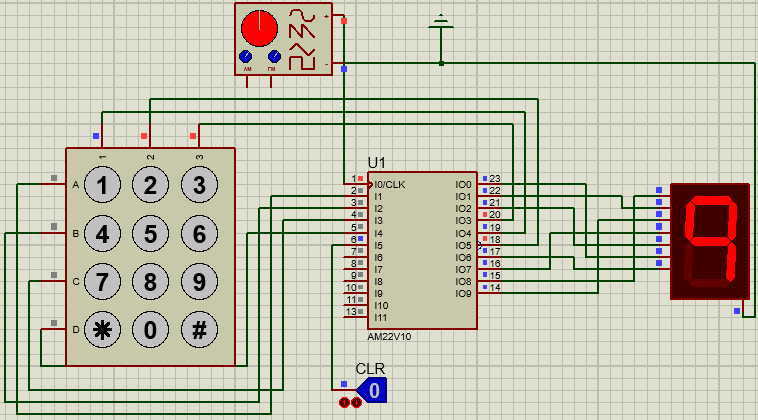 +
AM FM -
1 2 3
U1
A 1 2 3
B 4 5 6
C 7 8 9
D * 0 #
1 I0/CLK IO0 23
2 I1 IO1 22
3 I2 IO2 21
4 I3 IO3 20
5 I4 IO4 19
6 I5 IO5 18
7 I6 IO6 17
8 I7 IO7 16
9 I8 IO8 15
10 I9 IO9 14
11 I10
13 I11
AM22V10
CLR
0
9